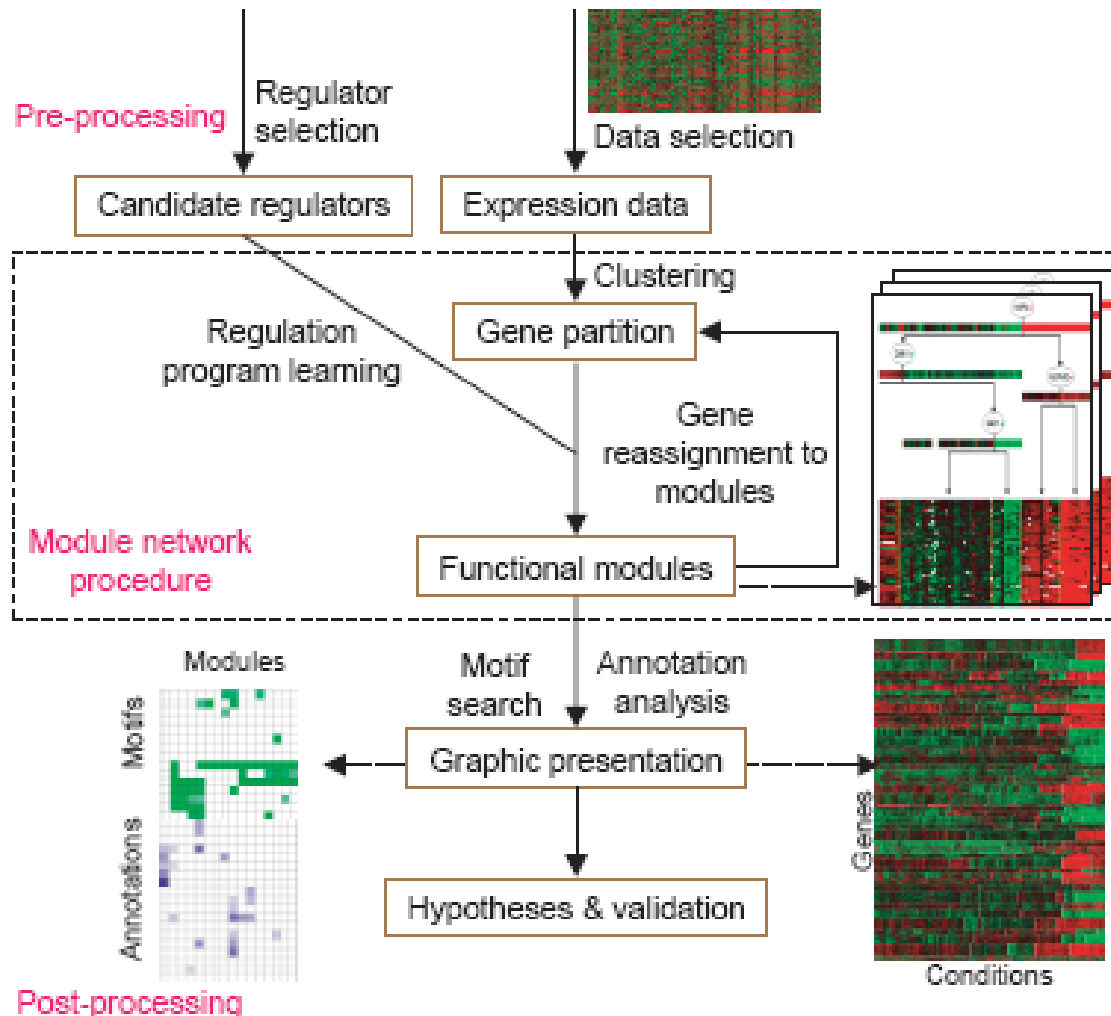 Pre-processing
Regulator
selection
Data selection
Candidate regulators
Expression data
Clustering
Gene partition
Regulation
program learning
Gene
reassignment to
modules
Module network
procedure
Functional modules
Modules
Motif
search
Annotation
analysis
Motifs
Graphic presentation
Genes
Annotations
Hypotheses & validation
Conditions
Post-processing